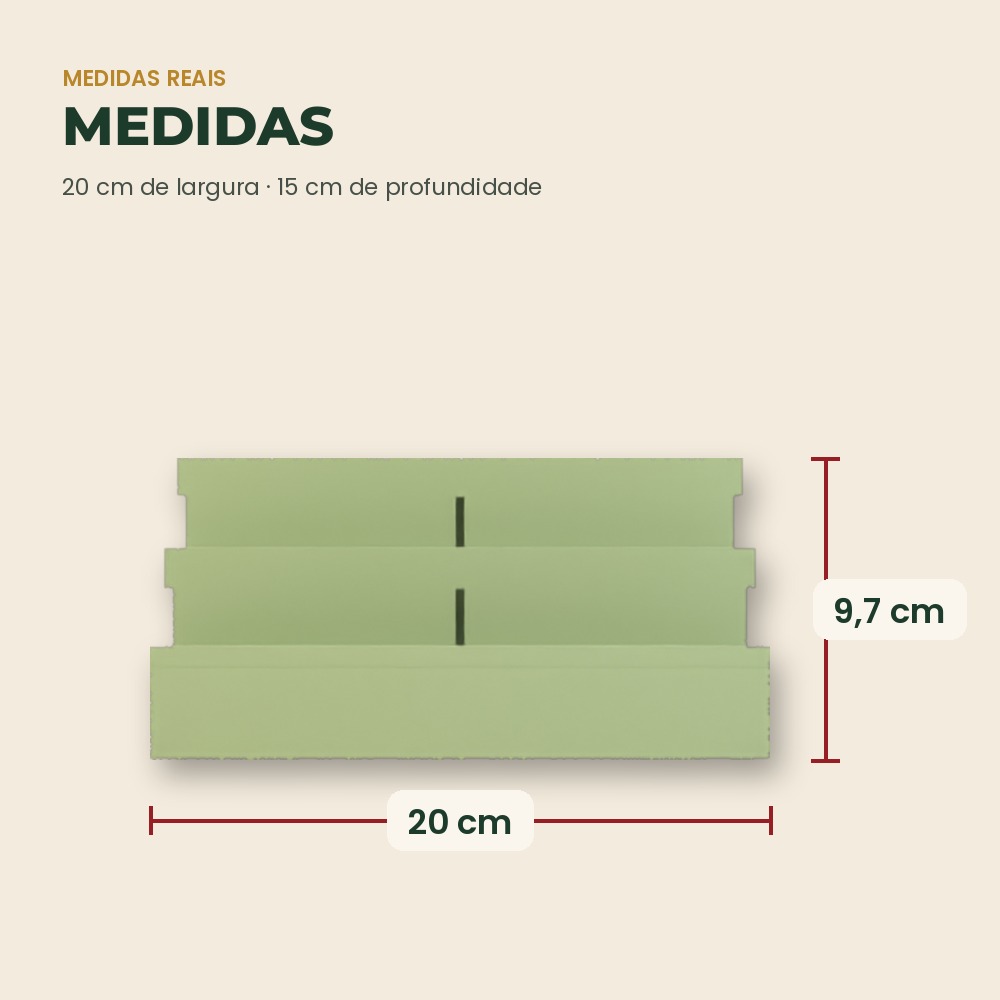 MEDIDAS REAIS
MEDIDAS
20 cm de largura · 15 cm de profundidade
9,7 cm
20 cm